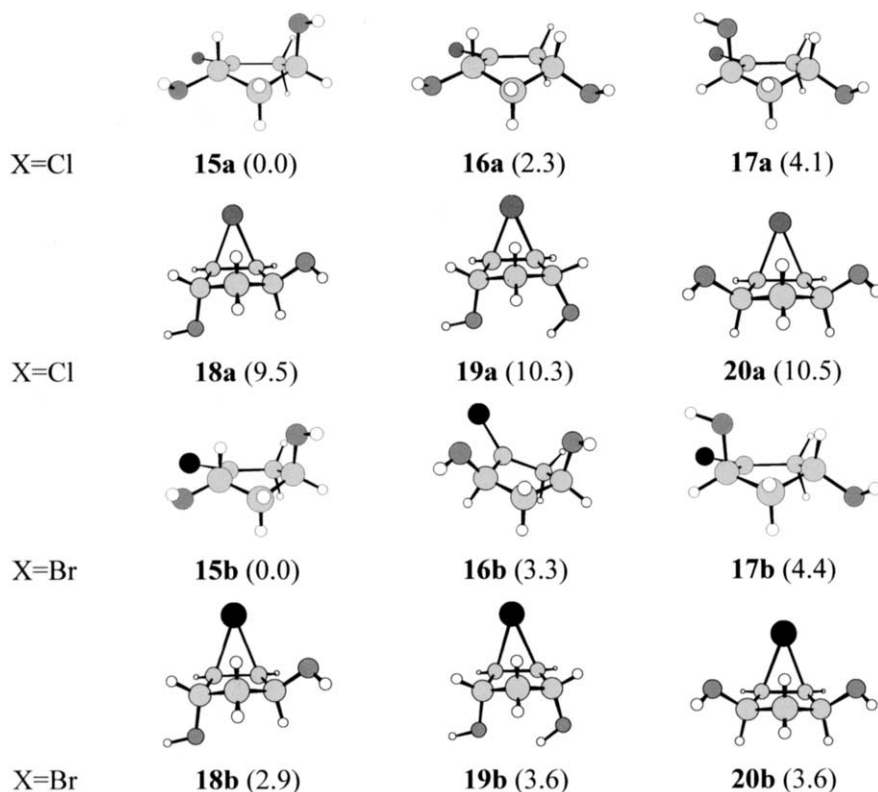 X=Cl 15a (0.0) 16a (2.3) 17a (4.1)
X=Cl 18a (9.5) 19a (10.3) 20a (10.5)
X=Br 15b (0.0) 16b (3.3) 17b (4.4)
X=Br 18b (2.9) 19b (3.6) 20b (3.6)